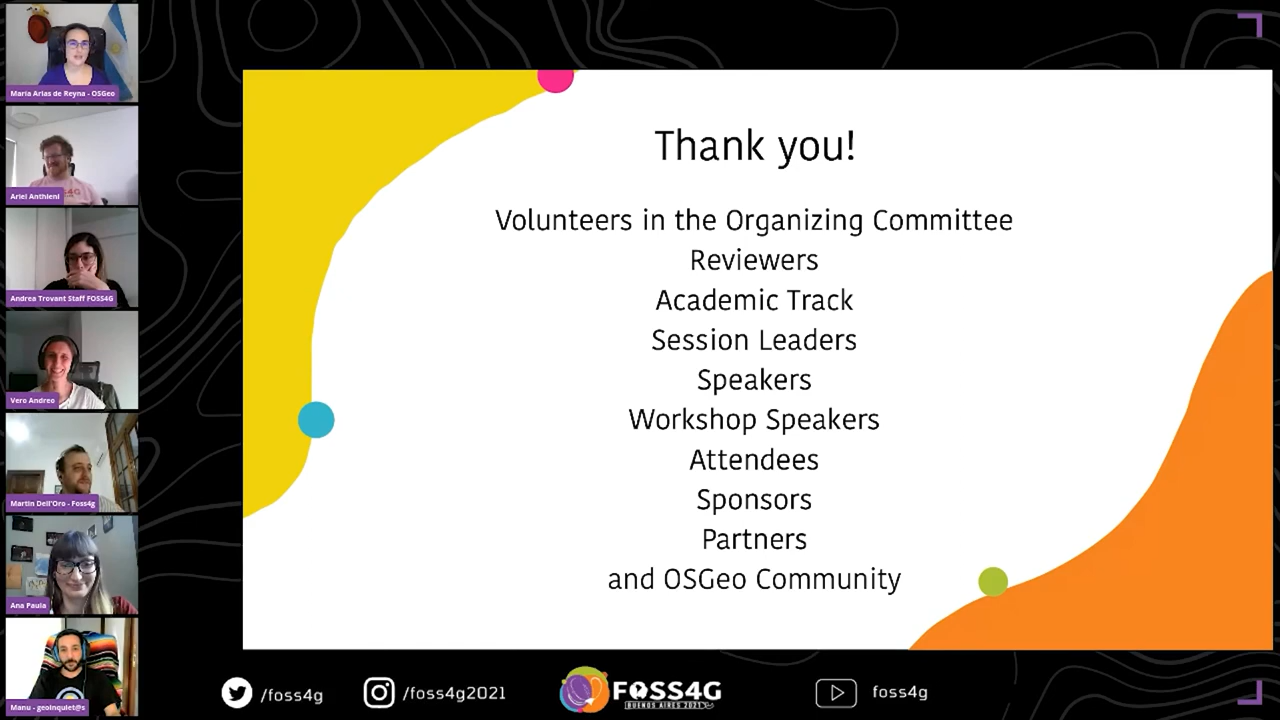 María Arias de Reyna - OSGeo
Ariel Anthieni
Andrea Trovant Staff FOSS4G
Vero Andreo
Martin Dell'Oro - Foss4g
Ana Paula
Manu - geoinquiet@s
Thank you!
Volunteers in the Organizing Committee
Reviewers
Academic Track
Session Leaders
Speakers
Workshop Speakers
Attendees
Sponsors
Partners
and OSGeo Community
/foss4g
/foss4g2021
FOSS4G
BUENOS AIRES 2021
foss4g